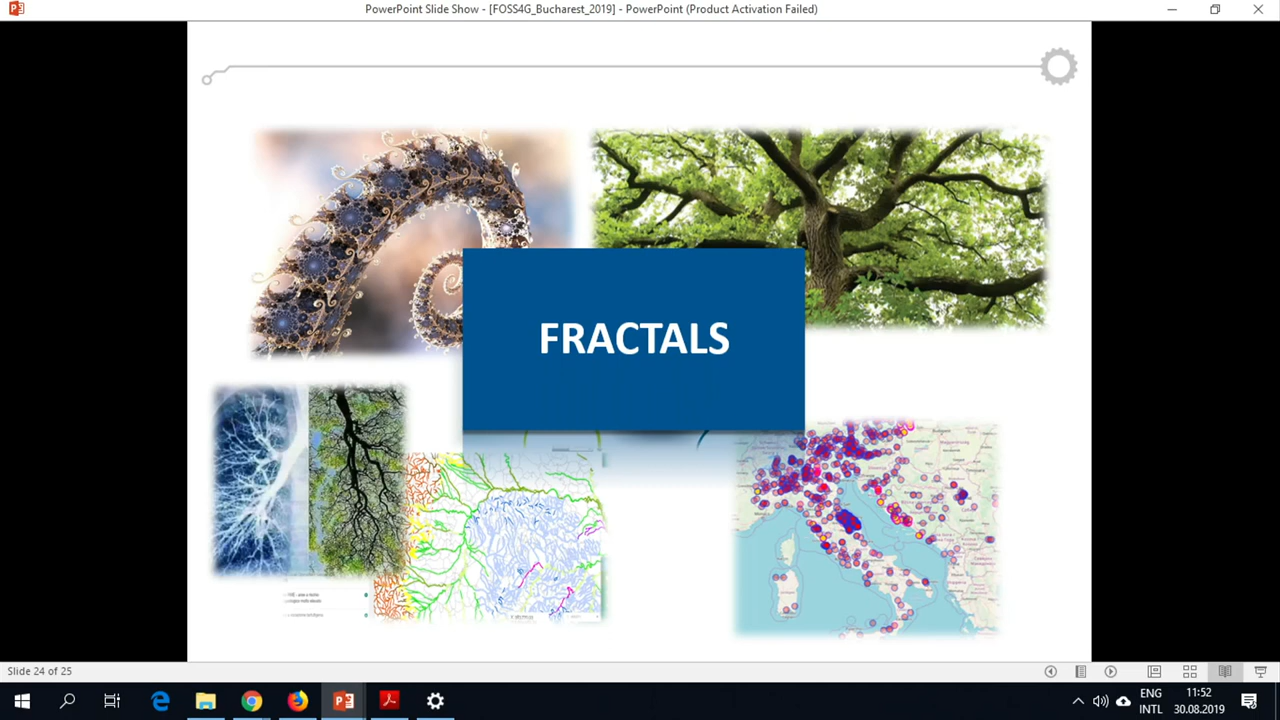 PowerPoint Slide Show - [FOSS4G_Bucharest_2019] - PowerPoint (Product Activation Failed)
FRACTALS
Slide 24 of 25
ENG
INTL
11:52
30.08.2019